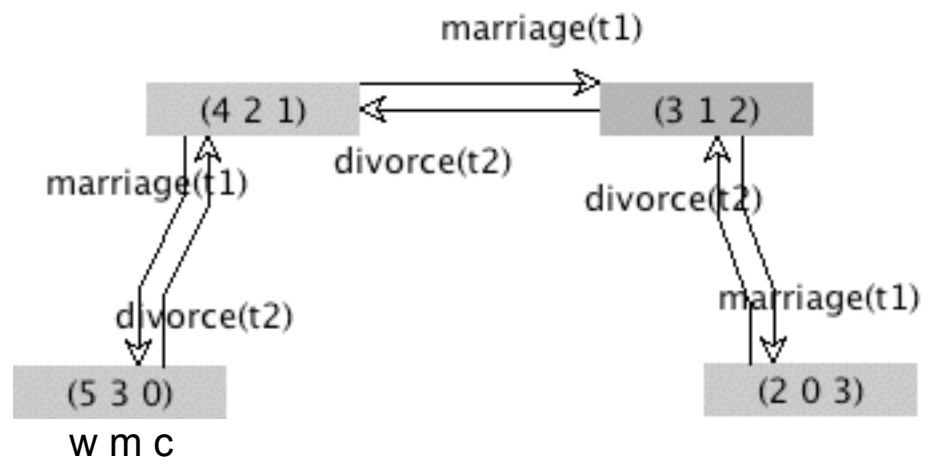 marriage(t1)
(4 2 1)
(3 1 2)
divorce(t2)
marriage(t1)
divorce(t2)
marriage(t1)
divorce(t2)
(5 3 0)
(2 0 3)
w m c